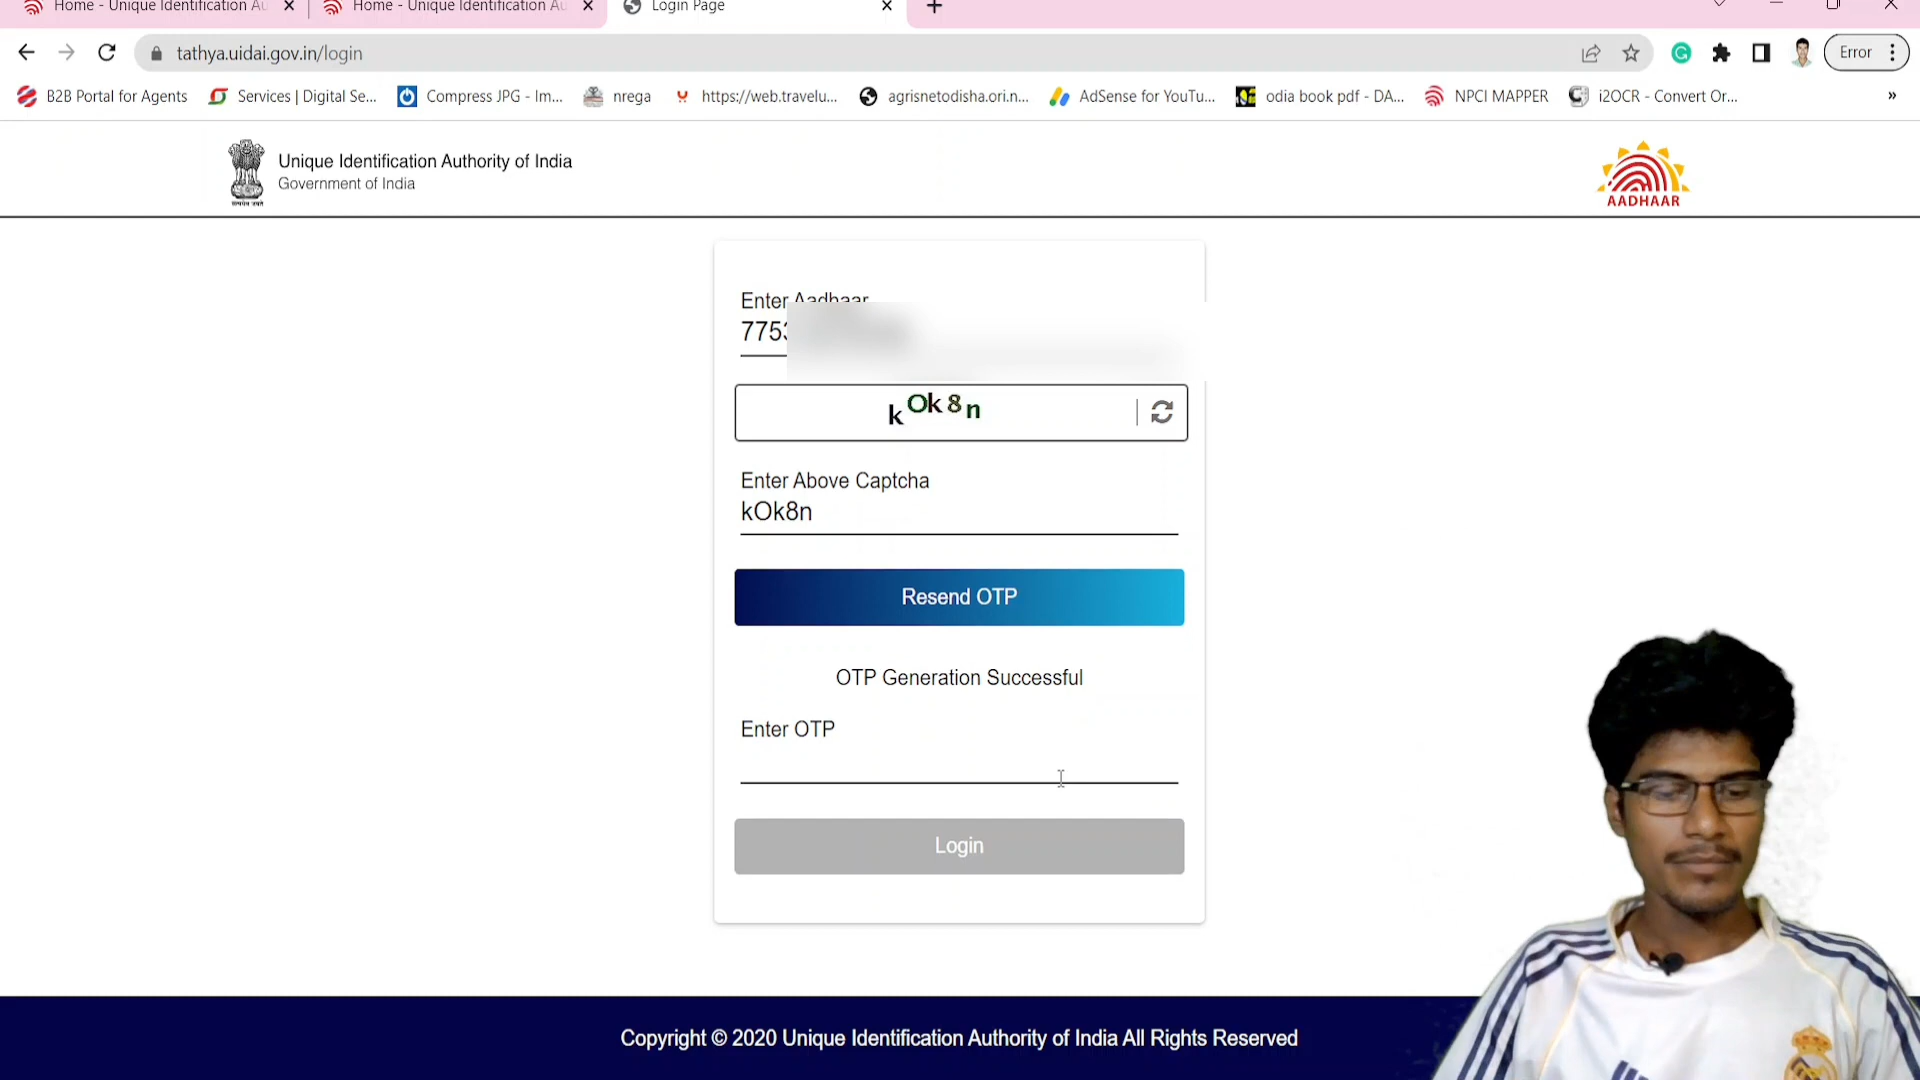 Home - Unique Identification Au
Home - Unique Identification Au
Login Page
tathya.uidai.gov.in/login
Error
B2B Portal for Agents
Services | Digital Se...
Compress JPG - Im...
nrega
https://web.travelu...
agrisnetodisha.ori.n...
AdSense for YouTu...
odia book pdf - DA...
NPCI MAPPER
i2OCR - Convert Or...
»
Unique Identification Authority of India
Government of India
सत्यमेव जयते
AADHAAR
Enter Aadhaar
775
kOk8n
Enter Above Captcha
kOk8n
Resend OTP
OTP Generation Successful
Enter OTP
Login
Copyright © 2020 Unique Identification Authority of India All Rights Reserved